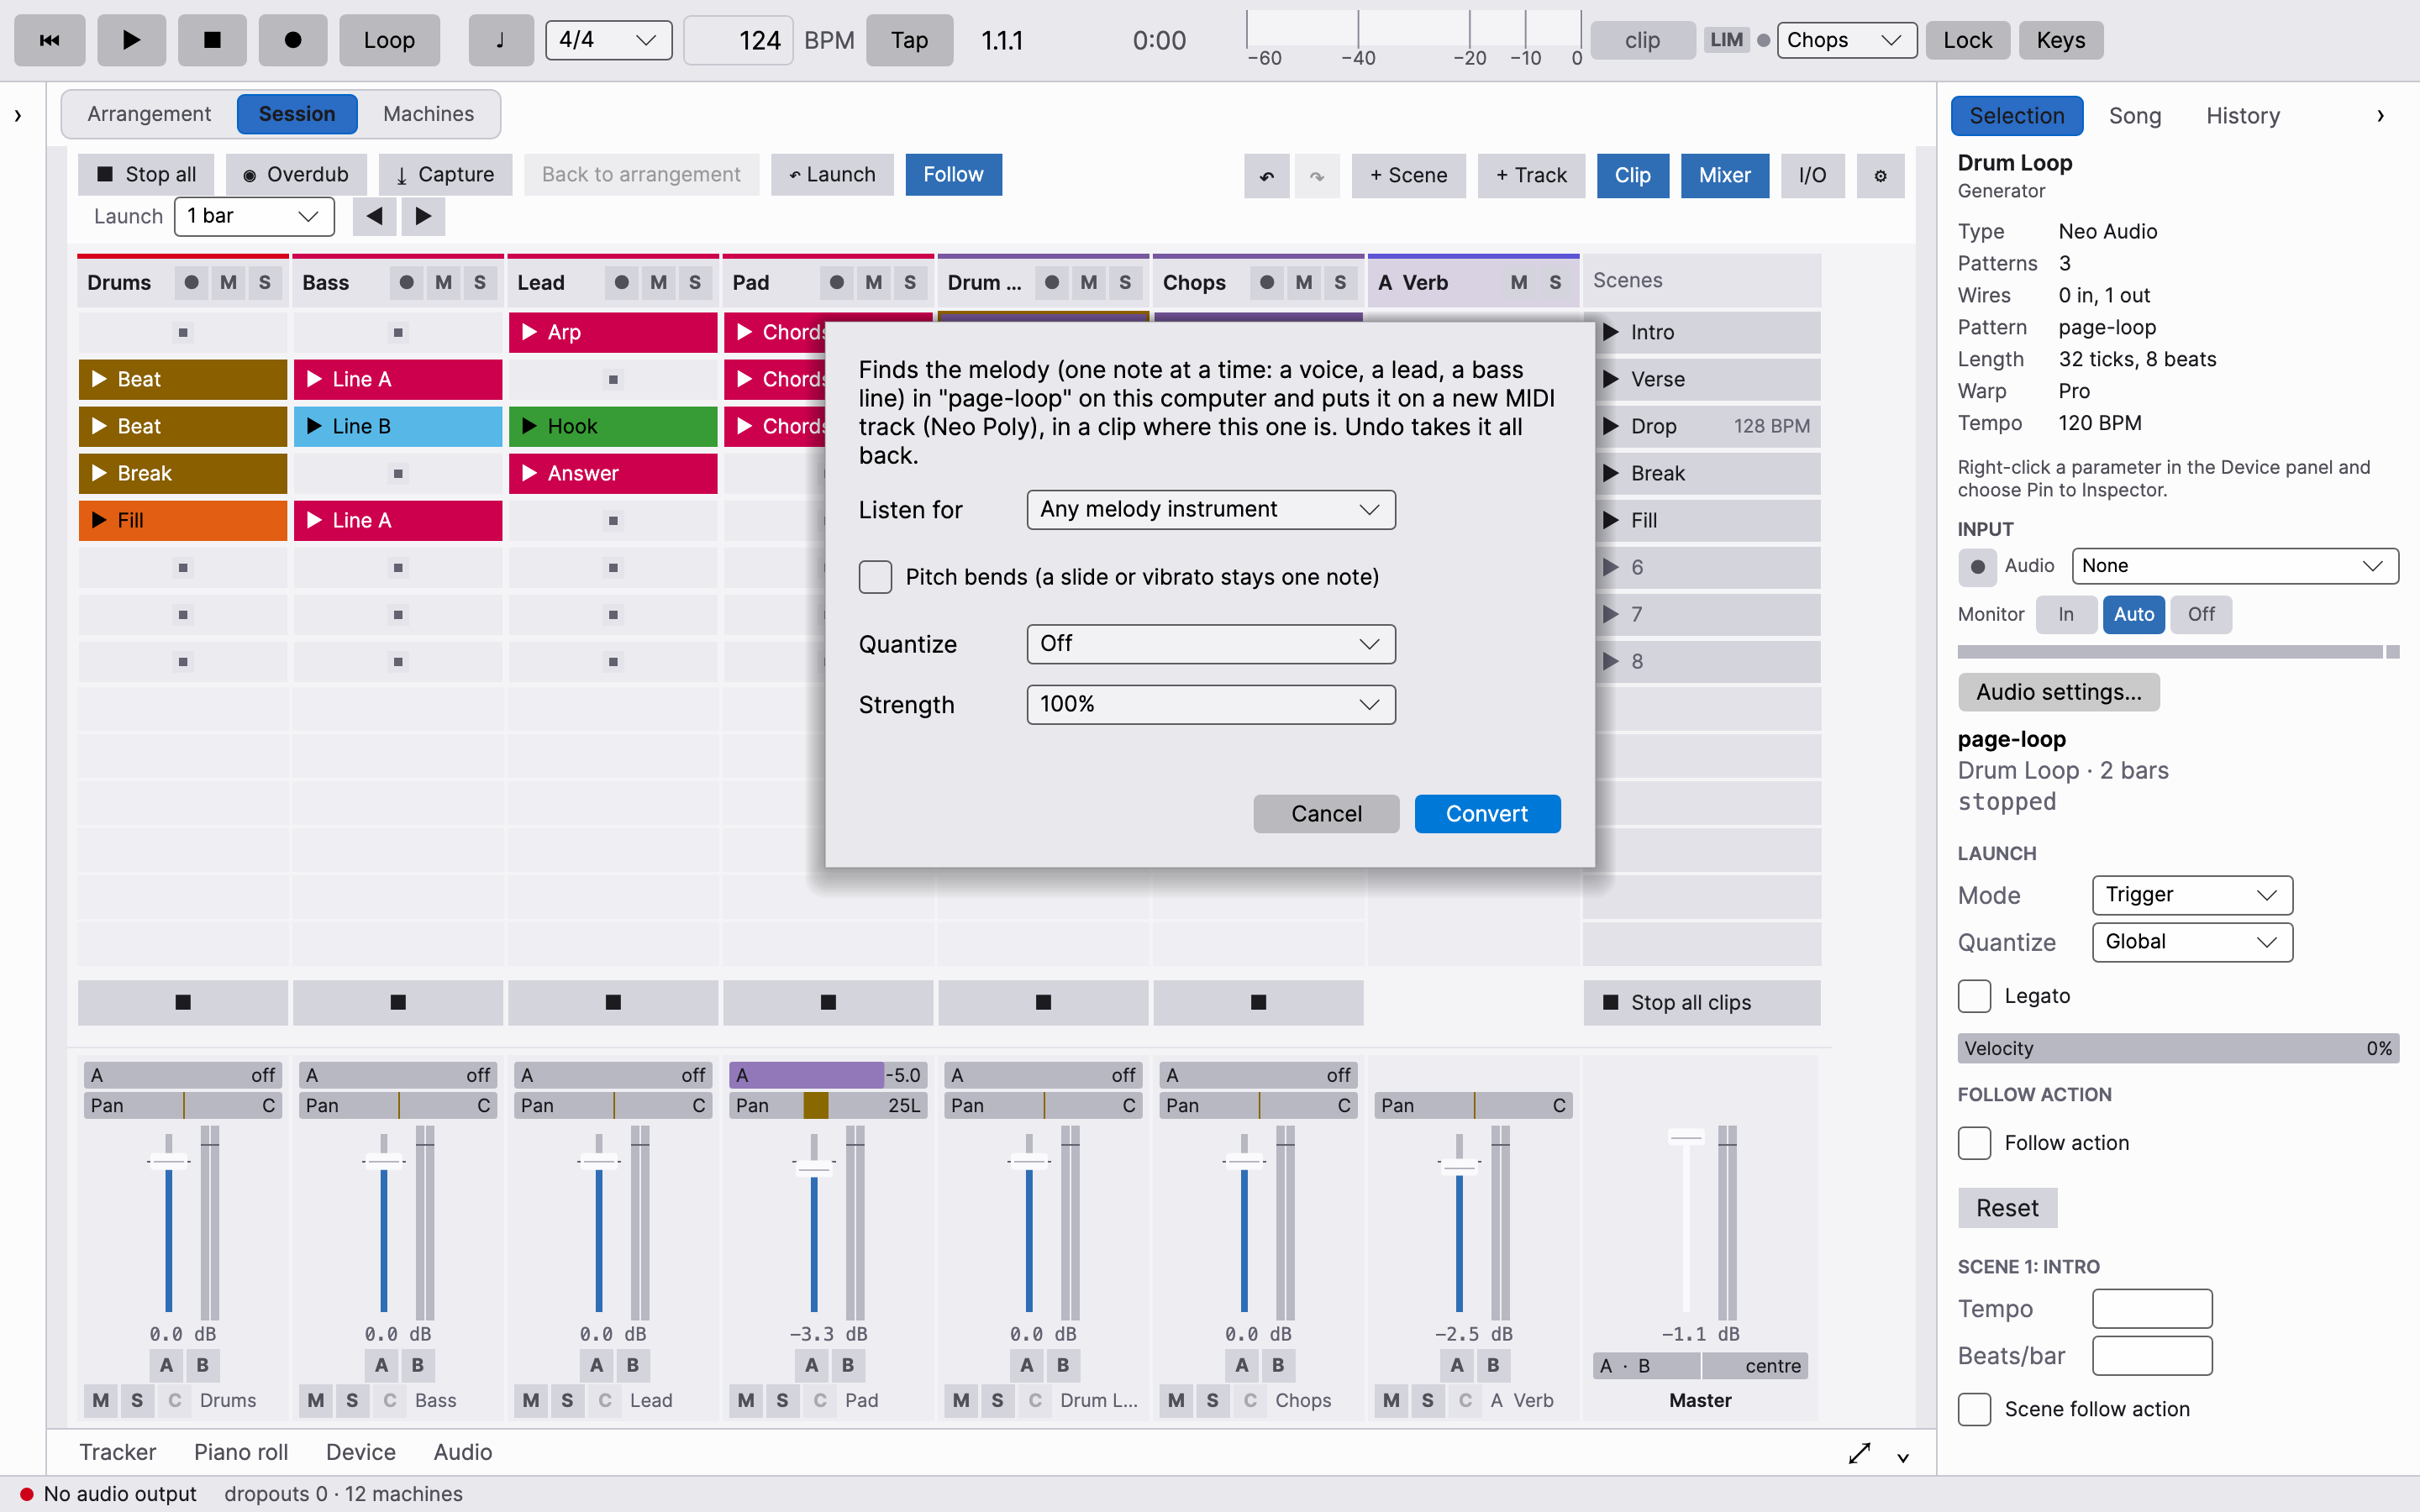 Loop 4/4 124 BPM Tap 1.1.1 0:00 −60 −40 −20 −10 0 clip LIM Chops Lock Keys
Arrangement Session Machines
Selection Song History
Stop all Overdub Capture Back to arrangement Launch Follow + Scene + Track Clip Mixer I/O
Launch 1 bar
Drums M S Bass M S Lead M S Pad M S Drum ... M S Chops M S A Verb M S Scenes
Arp Chords Intro
Beat Line A Chords Verse
Beat Line B Hook Chords Drop 128 BPM
Break Answer Break
Fill Line A Fill
6
7
8
Finds the melody (one note at a time: a voice, a lead, a bass
line) in "page-loop" on this computer and puts it on a new MIDI
track (Neo Poly), in a clip where this one is. Undo takes it all
back.
Listen for Any melody instrument
Pitch bends (a slide or vibrato stays one note)
Quantize Off
Strength 100%
Cancel Convert
Stop all clips
A off A off A off A -5.0 A off A off
Pan C Pan C Pan C Pan 25L Pan C Pan C Pan C
0.0 dB 0.0 dB 0.0 dB −3.3 dB 0.0 dB 0.0 dB −2.5 dB −1.1 dB
A B A B A B A B A B A B A B A · B centre
M S C Drums M S C Bass M S C Lead M S C Pad M S C Drum L... M S C Chops M S C A Verb Master
Drum Loop
Generator
Type Neo Audio
Patterns 3
Wires 0 in, 1 out
Pattern page-loop
Length 32 ticks, 8 beats
Warp Pro
Tempo 120 BPM
Right-click a parameter in the Device panel and
choose Pin to Inspector.
INPUT
Audio None
Monitor In Auto Off
Audio settings...
page-loop
Drum Loop · 2 bars
stopped
LAUNCH
Mode Trigger
Quantize Global
Legato
Velocity 0%
FOLLOW ACTION
Follow action
Reset
SCENE 1: INTRO
Tempo
Beats/bar
Scene follow action
Tracker Piano roll Device Audio
No audio output dropouts 0 · 12 machines